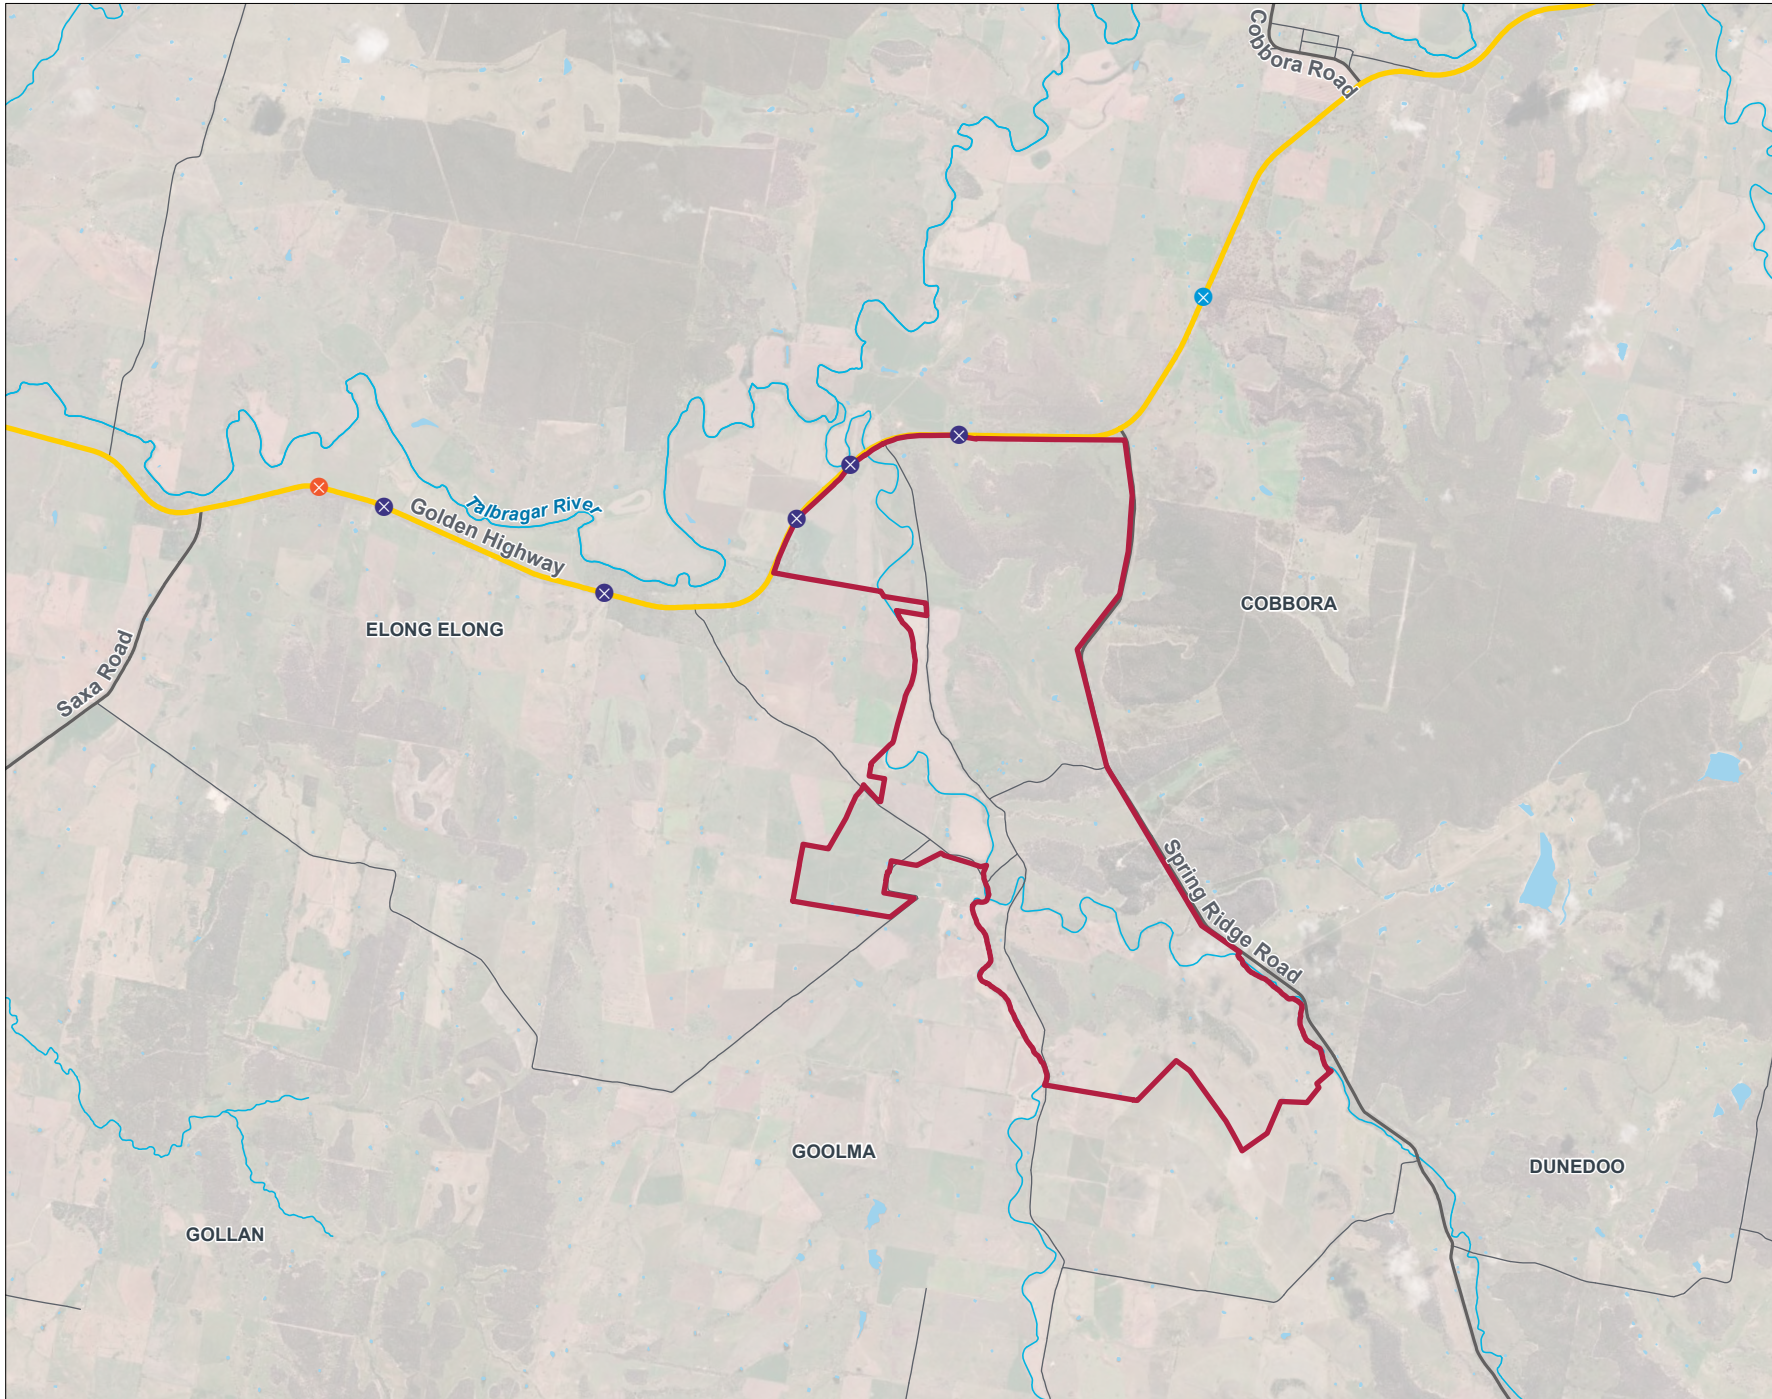 Cobbora Road
Talbragar River
Golden Highway
COBBORA
ELONG ELONG
Saxa Road
Spring Ridge Road
GOOLMA
DUNEDOO
GOLLAN